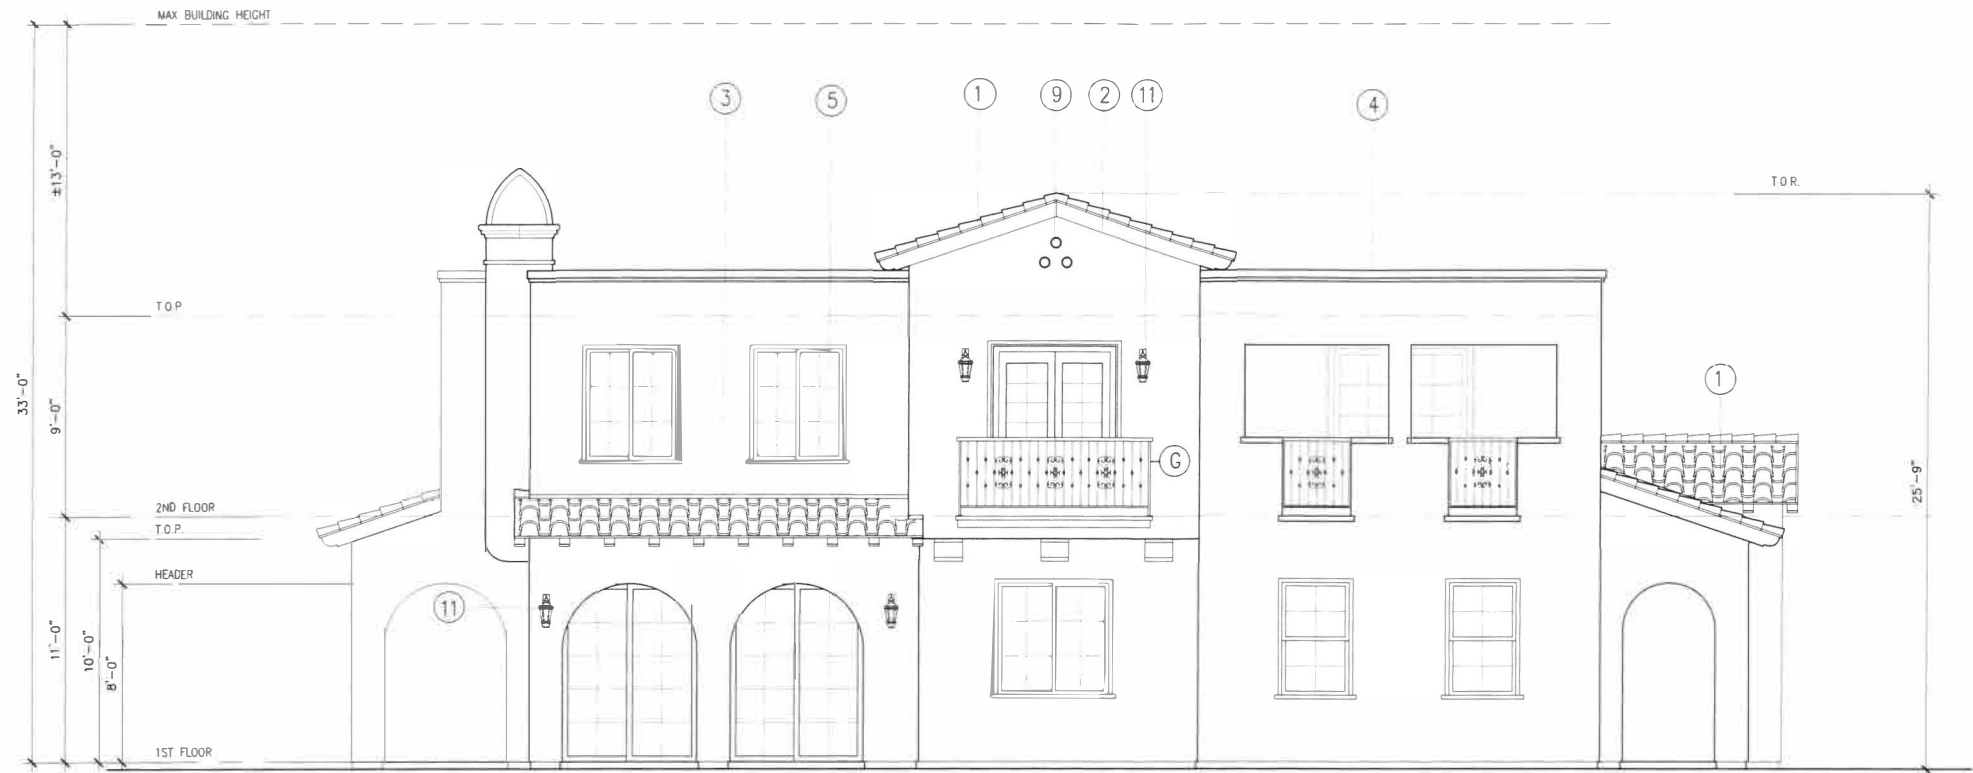 MAX BUILDING HEIGHT
3
5
1
9
2
11
4
±13'-0"
T O R.
T O P
33'-0"
9'-0"
1
G
25'-9"
2ND FLOOR
T.O.P.
HEADER
11
11'-0"
10'-0"
8'-0"
1ST FLOOR